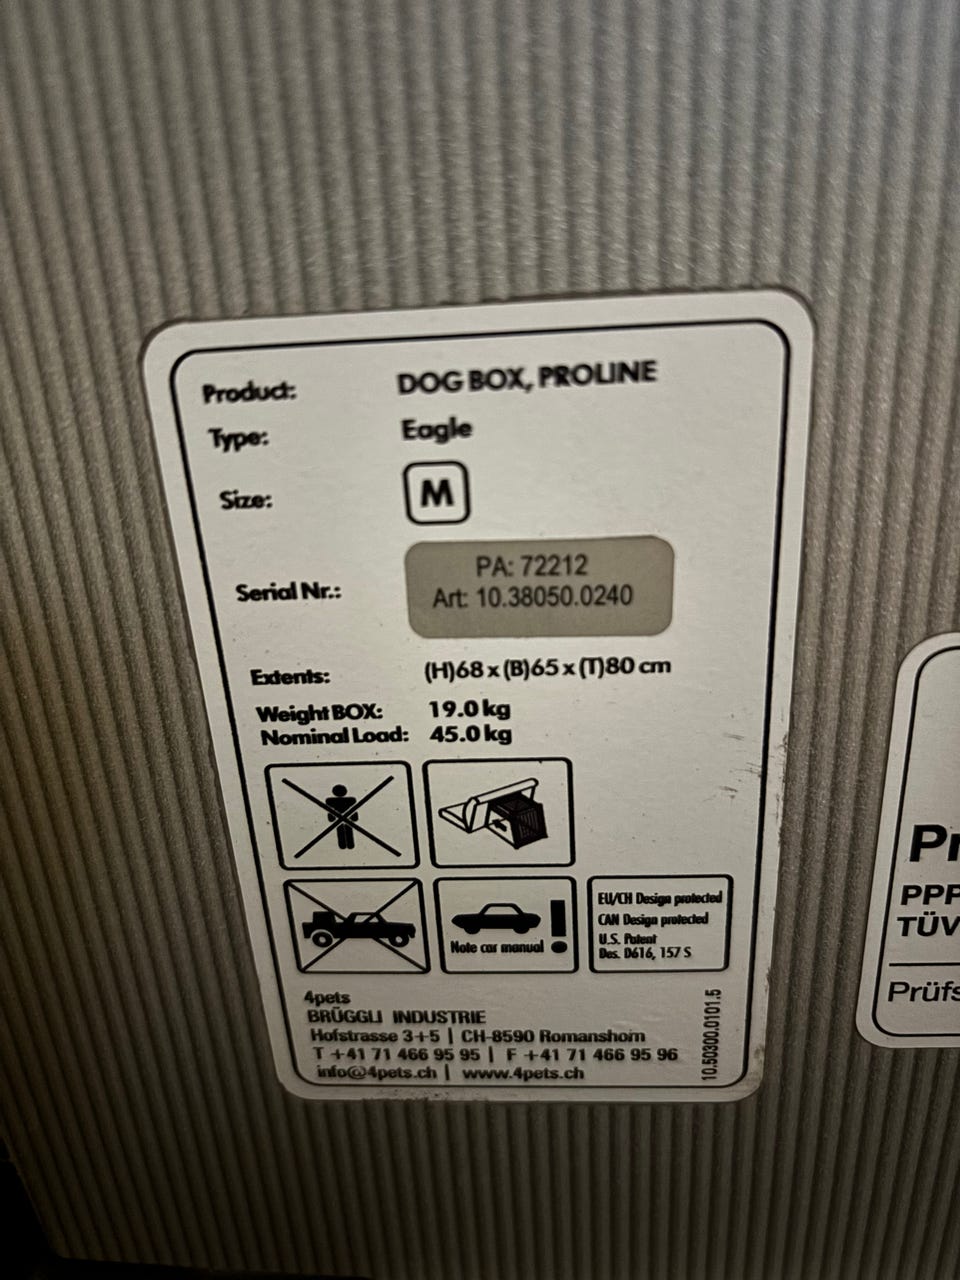 Product: DOG BOX, PROLINE
Type: Eagle
Size: M
Serial Nr.: PA: 72212
Art: 10.38050.0240
Extents: (H)68 x (B)65 x (T)80 cm
Weight BOX: 19.0 kg
Nominal Load: 45.0 kg
Note car manual !
EU/CH Design protected
CAN Design protected
U.S. Patent
Des. D616, 157 S
4pets
BRÜGGLI INDUSTRIE
Hofstrasse 3+5 | CH-8590 Romanshorn
T +41 71 466 95 95 | F +41 71 466 95 96
info@4pets.ch | www.4pets.ch
10.50300.0101.5
Pr
PPP
TÜV
Prüfs